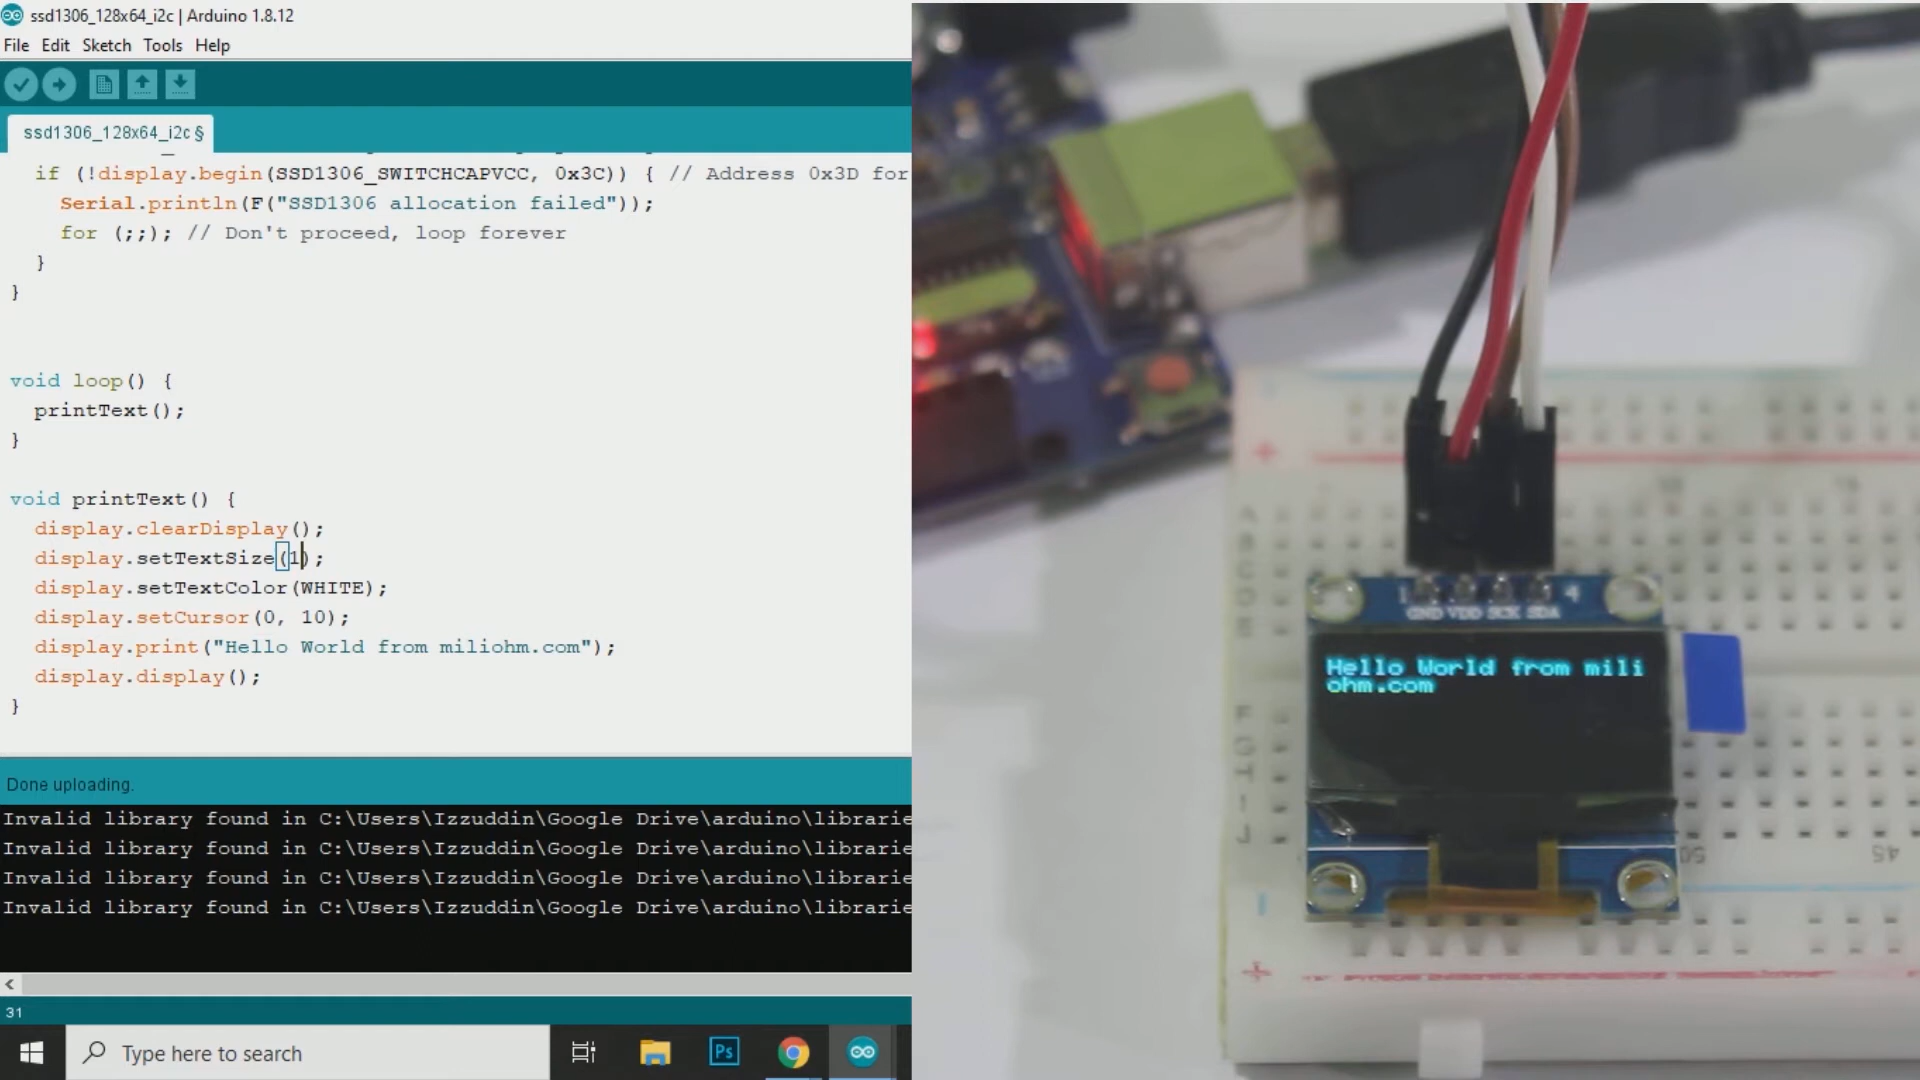 ssd1306_128x64_i2c | Arduino 1.8.12
File Edit Sketch Tools Help
ssd1306_128x64_i2c §
if (!display.begin(SSD1306_SWITCHCAPVCC, 0x3C)) { // Address 0x3D for
Serial.println(F("SSD1306 allocation failed"));
for (;;); // Don't proceed, loop forever
}
}
void loop() {
printText();
}
void printText() {
display.clearDisplay();
display.setTextSize(1);
display.setTextColor(WHITE);
display.setCursor(0, 10);
display.print("Hello World from miliohm.com");
display.display();
}
Done uploading.
Invalid library found in C:\Users\Izzuddin\Google Drive\arduino\librarie
Invalid library found in C:\Users\Izzuddin\Google Drive\arduino\librarie
Invalid library found in C:\Users\Izzuddin\Google Drive\arduino\librarie
Invalid library found in C:\Users\Izzuddin\Google Drive\arduino\librarie
31
Type here to search
Ps
1 4
GND VDD SCK SDA
Hello World from mili
ohm.com
50
45